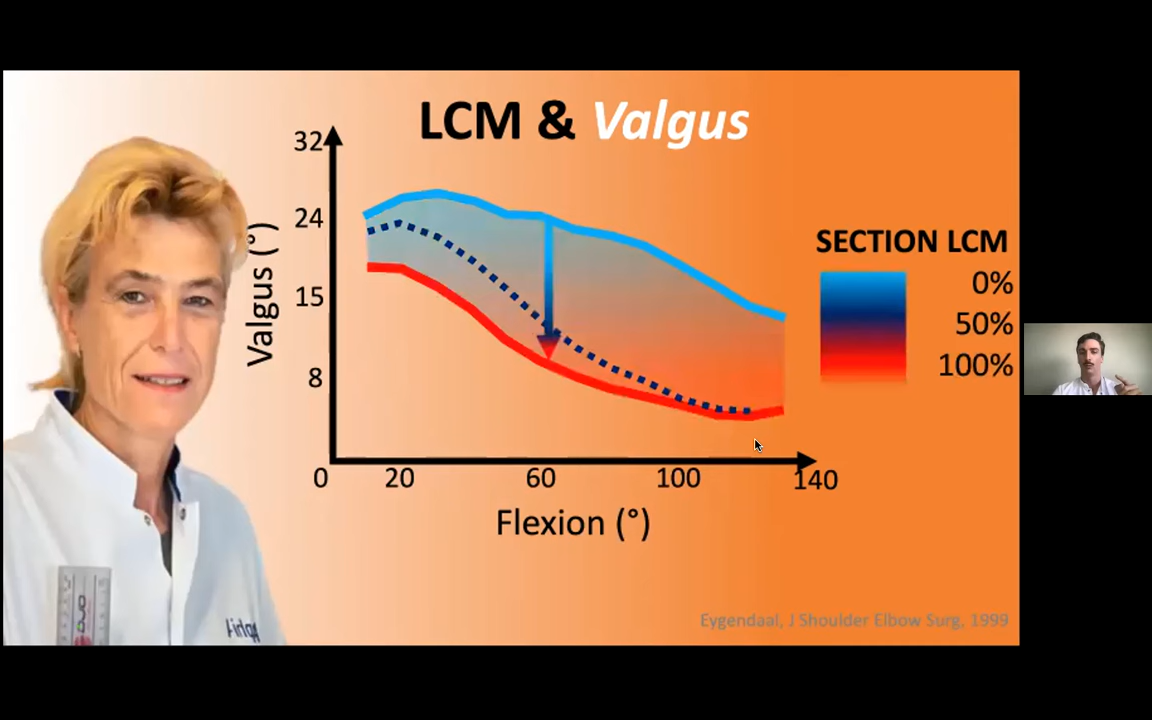 LCM & Valgus
32
24
15
8
Valgus (°)
0
20
60
100
140
Flexion (°)
SECTION LCM
0%
50%
100%
Eygendaal, J Shoulder Elbow Surg, 1999